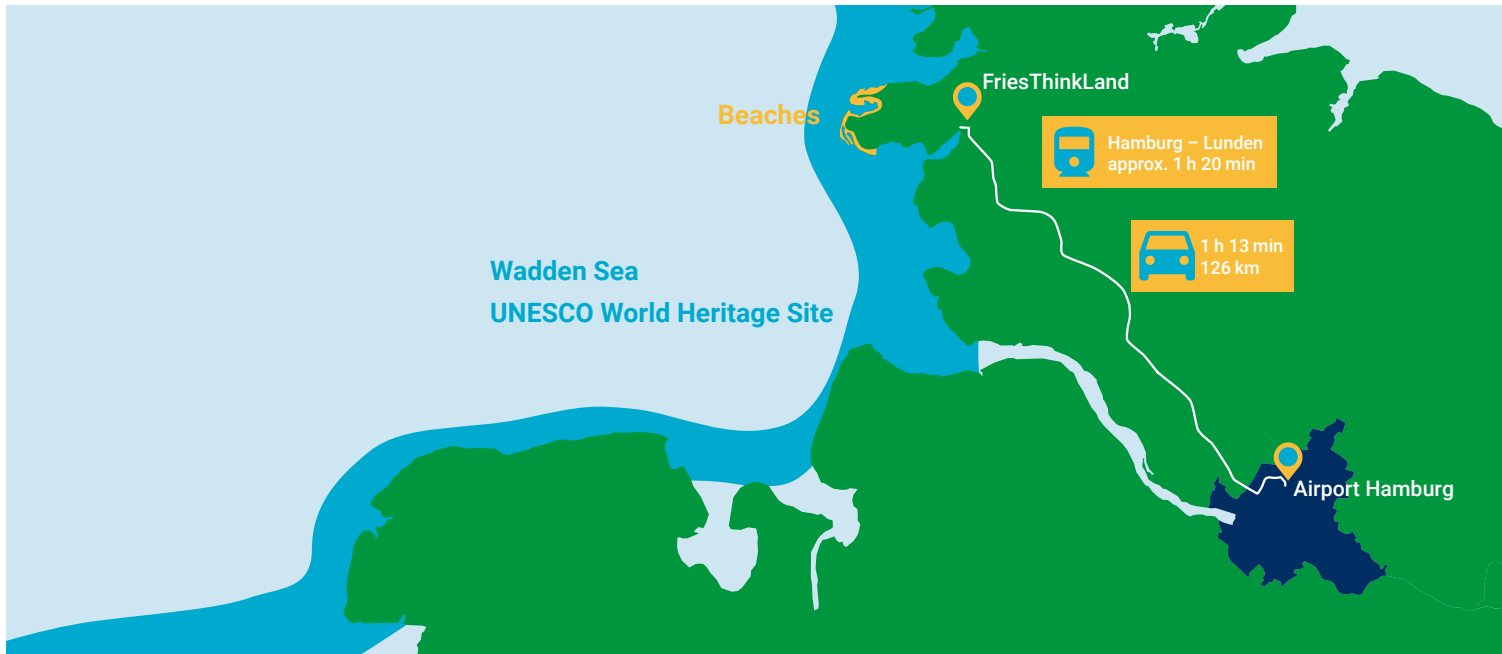 FriesThinkLand
Beaches
Hamburg – Lunden
approx. 1 h 20 min
1 h 13 min
126 km
Wadden Sea
UNESCO World Heritage Site
Airport Hamburg